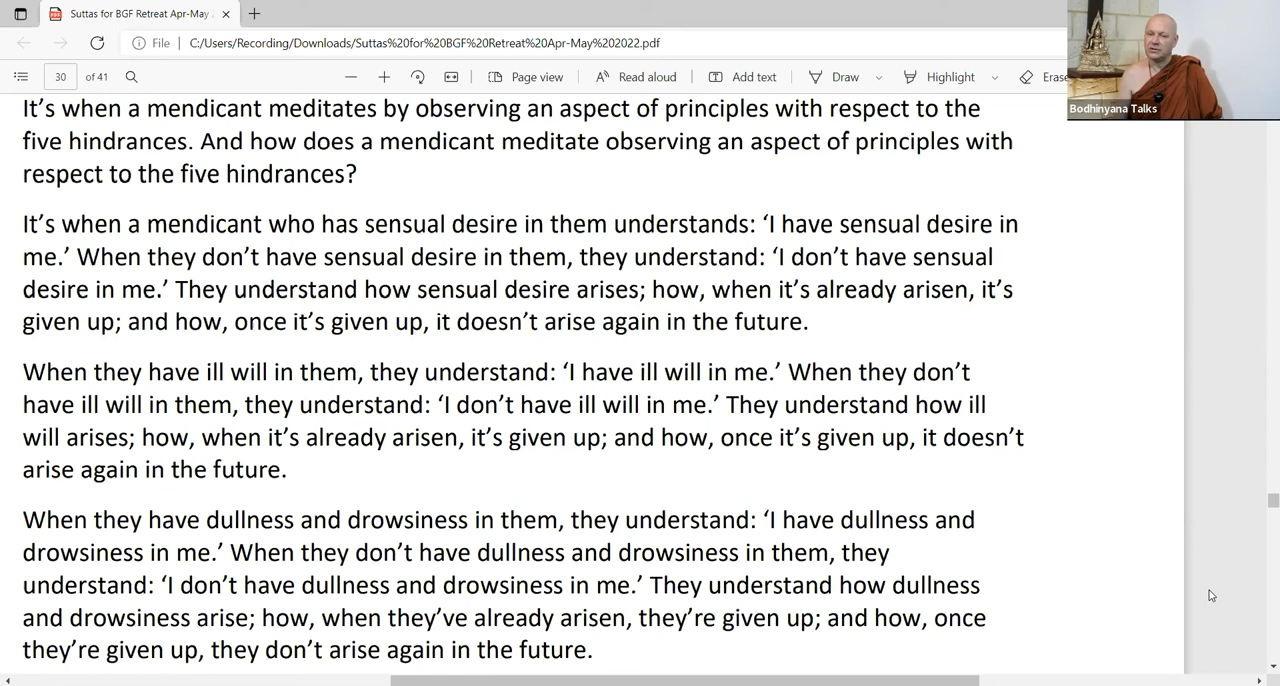 Suttas for BGF Retreat Apr-May
File C:/Users/Recording/Downloads/Suttas%20for%20BGF%20Retreat%20Apr-May%202022.pdf
30 of 41 Page view Read aloud Add text Draw Highlight Erase
Bodhinyana Talks
It’s when a mendicant meditates by observing an aspect of principles with respect to the
five hindrances. And how does a mendicant meditate observing an aspect of principles with
respect to the five hindrances?
It’s when a mendicant who has sensual desire in them understands: ‘I have sensual desire in
me.’ When they don’t have sensual desire in them, they understand: ‘I don’t have sensual
desire in me.’ They understand how sensual desire arises; how, when it’s already arisen, it’s
given up; and how, once it’s given up, it doesn’t arise again in the future.
When they have ill will in them, they understand: ‘I have ill will in me.’ When they don’t
have ill will in them, they understand: ‘I don’t have ill will in me.’ They understand how ill
will arises; how, when it’s already arisen, it’s given up; and how, once it’s given up, it doesn’t
arise again in the future.
When they have dullness and drowsiness in them, they understand: ‘I have dullness and
drowsiness in me.’ When they don’t have dullness and drowsiness in them, they
understand: ‘I don’t have dullness and drowsiness in me.’ They understand how dullness
and drowsiness arise; how, when they’ve already arisen, they’re given up; and how, once
they’re given up, they don’t arise again in the future.